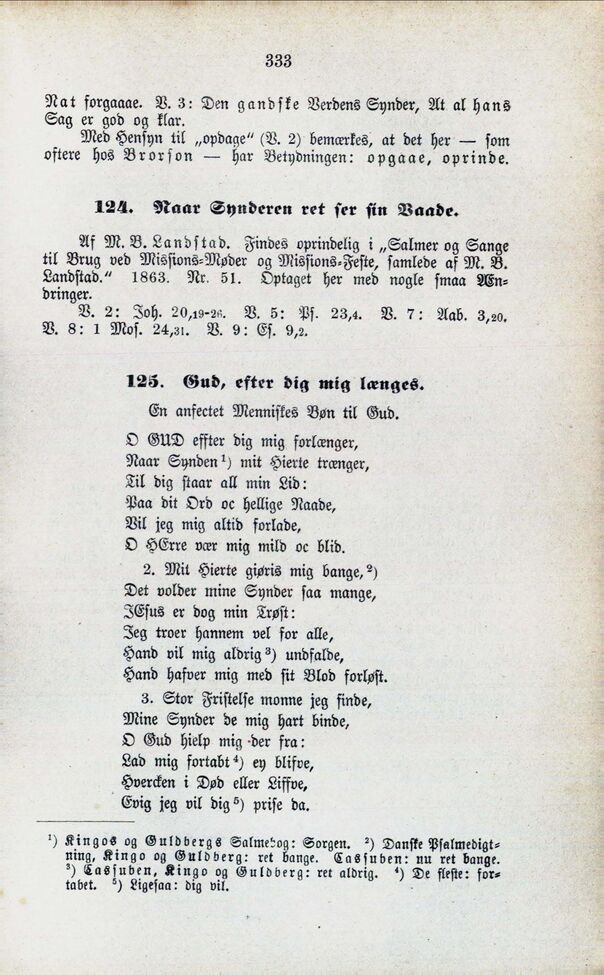 333
Nat forgaaae. V. 3: Den gandske Verdens Synder, At al hans
Sag er god og klar.
Med Hensyn til „opdage“ (V. 2) bemærkes, at det her — som
oftere hos Brorson — har Betydningen: opgaae, oprinde.
124. Naar Synderen ret ser sin Vaade.
Af M. B. Landstad. Findes oprindelig i „Salmer og Sange
til Brug ved Missions-Møder og Missions-Feste, samlede af M. B.
Landstad.“ 1863. Nr. 51. Optaget her med nogle smaa Æn-
dringer.
V. 2: Joh. 20,19-26. V. 5: Ps. 23,4. V. 7: Aab. 3,20.
V. 8: 1 Mos. 24,31. V. 9: Es. 9,2.
125. Gud, efter dig mig længes.
En anfectet Menniskes Bøn til Gud.
O GUD effter dig mig forlænger,
Naar Synden ¹) mit Hierte trænger,
Til dig staar all min Lid:
Paa dit Ord oc hellige Naade,
Vil jeg mig altid forlade,
O HErre vær mig mild oc blid.
2. Mit Hierte giøris mig bange, ²)
Det volder mine Synder saa mange,
JEsus er dog min Trøst:
Jeg troer hannem vel for alle,
Hand vil mig aldrig ³) undfalde,
Hand hafver mig med sit Blod forløst.
3. Stor Fristelse monne jeg finde,
Mine Synder de mig hart binde,
O Gud hielp mig der fra:
Lad mig fortabt ⁴) ey blifve,
Hvercken i Død eller Liffve,
Evig jeg vil dig ⁵) prise da.
¹) Kingos og Guldbergs Salmebog: Sorgen. ²) Danske Psalmedigt-
ning, Kingo og Guldberg: ret bange. Cassuben: nu ret bange.
³) Cassuben, Kingo og Guldberg: ret aldrig. ⁴) De fleste: for-
tabet. ⁵) Ligesaa: dig vil.